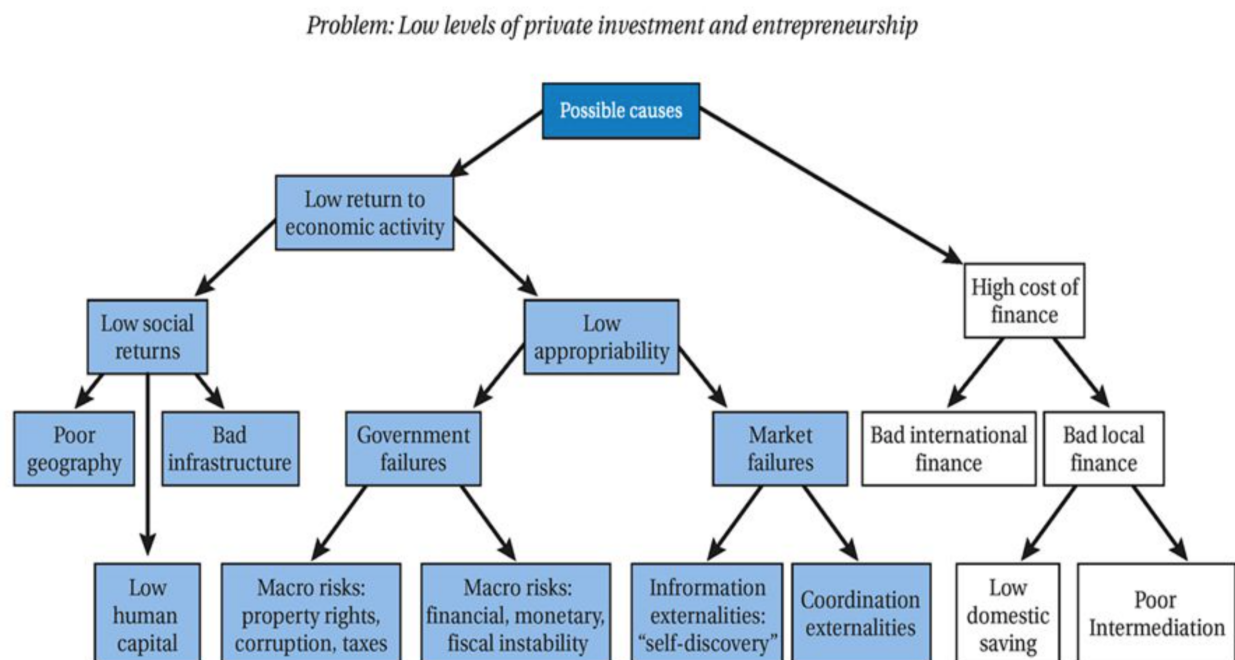 Problem: Low levels of private investment and entrepreneurship
Possible causes
Low return to
economic activity
High cost of
finance
Low social
returns
Low
appropriability
Poor
geography
Bad
infrastructure
Government
failures
Market
failures
Bad international
finance
Bad local
finance
Low
human
capital
Macro risks:
property rights,
corruption, taxes
Macro risks:
financial, monetary,
fiscal instability
Infrormation
externalities:
“self-discovery”
Coordination
externalities
Low
domestic
saving
Poor
Intermediation